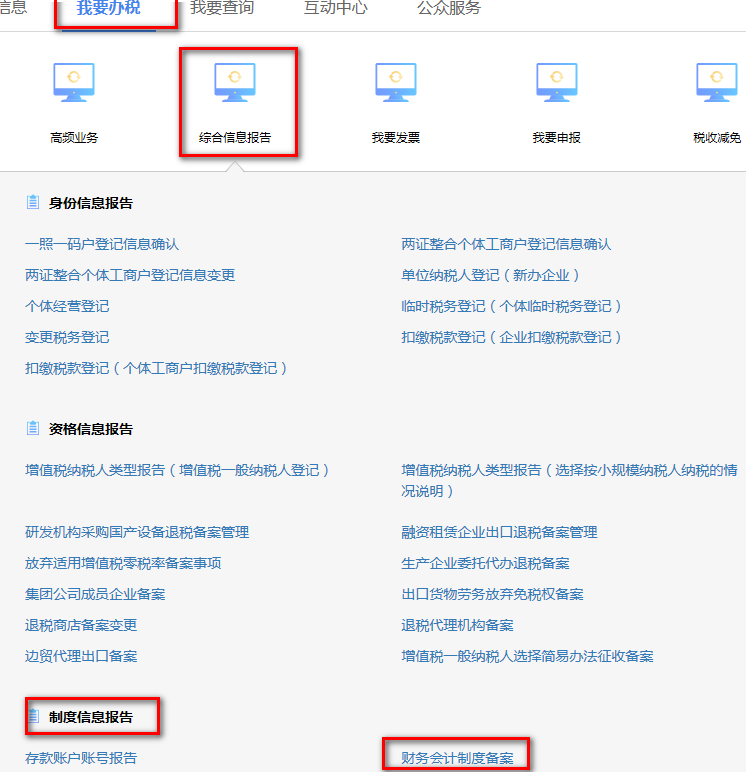 信息 我要办税 我要查询 互动中心 公众服务
高频业务 综合信息报告 我要发票 我要申报 税收减免
身份信息报告
一照一码户登记信息确认 两证整合个体工商户登记信息确认
两证整合个体工商户登记信息变更 单位纳税人登记（新办企业）
个体经营登记 临时税务登记（个体临时税务登记）
变更税务登记 扣缴税款登记（企业扣缴税款登记）
扣缴税款登记（个体工商户扣缴税款登记）
资格信息报告
增值税纳税人类型报告（增值税一般纳税人登记） 增值税纳税人类型报告（选择按小规模纳税人纳税的情
况说明）
研发机构采购国产设备退税备案管理 融资租赁企业出口退税备案管理
放弃适用增值税零税率备案事项 生产企业委托代办退税备案
集团公司成员企业备案 出口货物劳务放弃免税权备案
退税商店备案变更 退税代理机构备案
边贸代理出口备案 增值税一般纳税人选择简易办法征收备案
制度信息报告
存款账户账号报告 财务会计制度备案